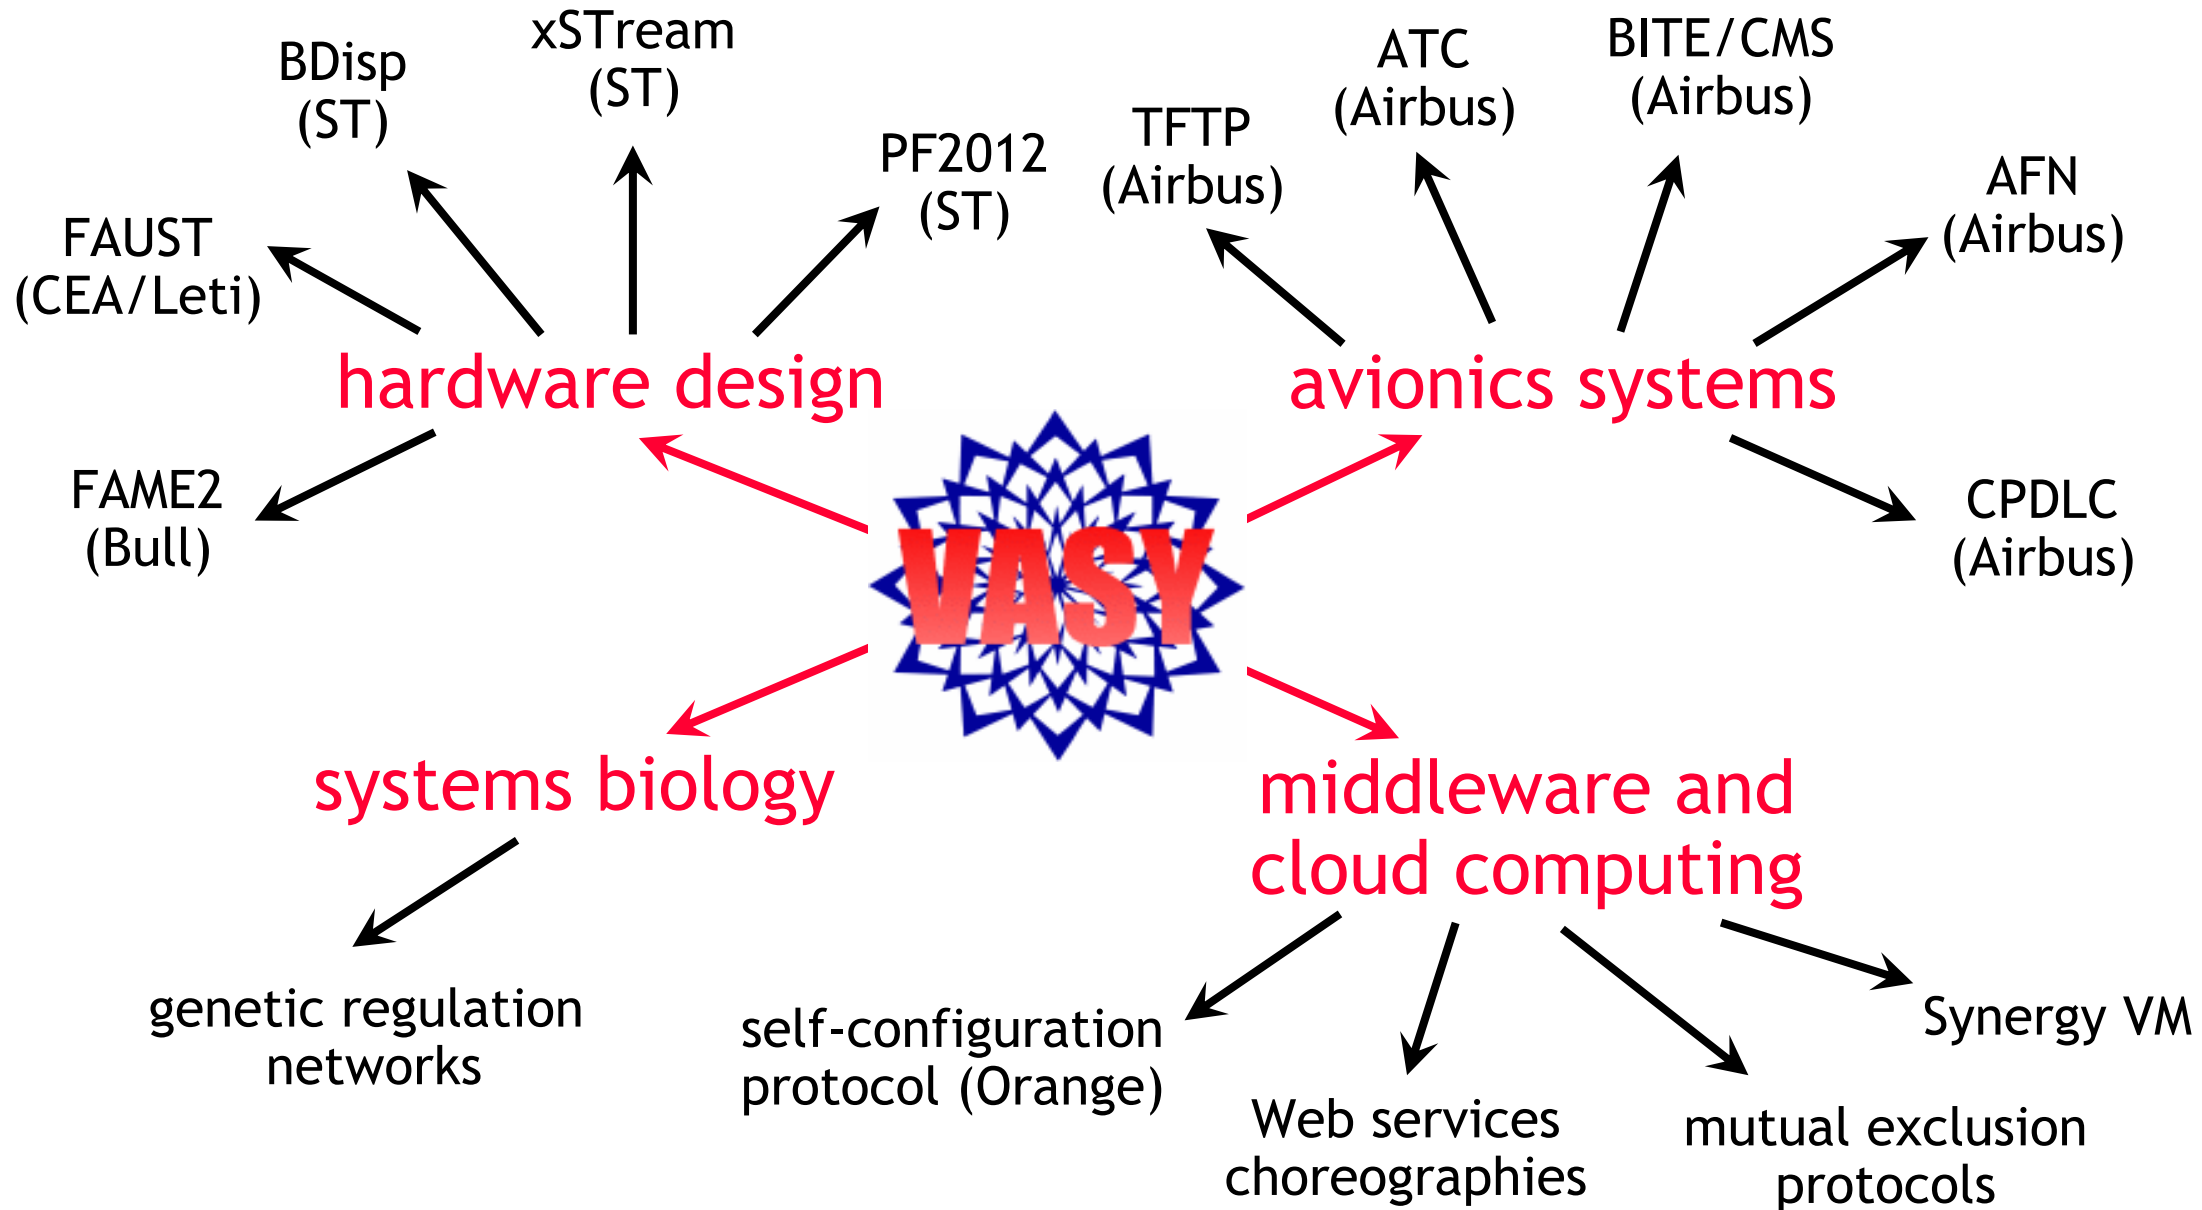 xSTream
(ST)
BDisp
(ST)
PF2012
(ST)
FAUST
(CEA/Leti)
hardware design
FAME2
(Bull)
ATC
(Airbus)
BITE/CMS
(Airbus)
TFTP
(Airbus)
AFN
(Airbus)
avionics systems
CPDLC
(Airbus)
VASY
systems biology
genetic regulation
networks
middleware and
cloud computing
self-configuration
protocol (Orange)
Web services
choreographies
mutual exclusion
protocols
Synergy VM